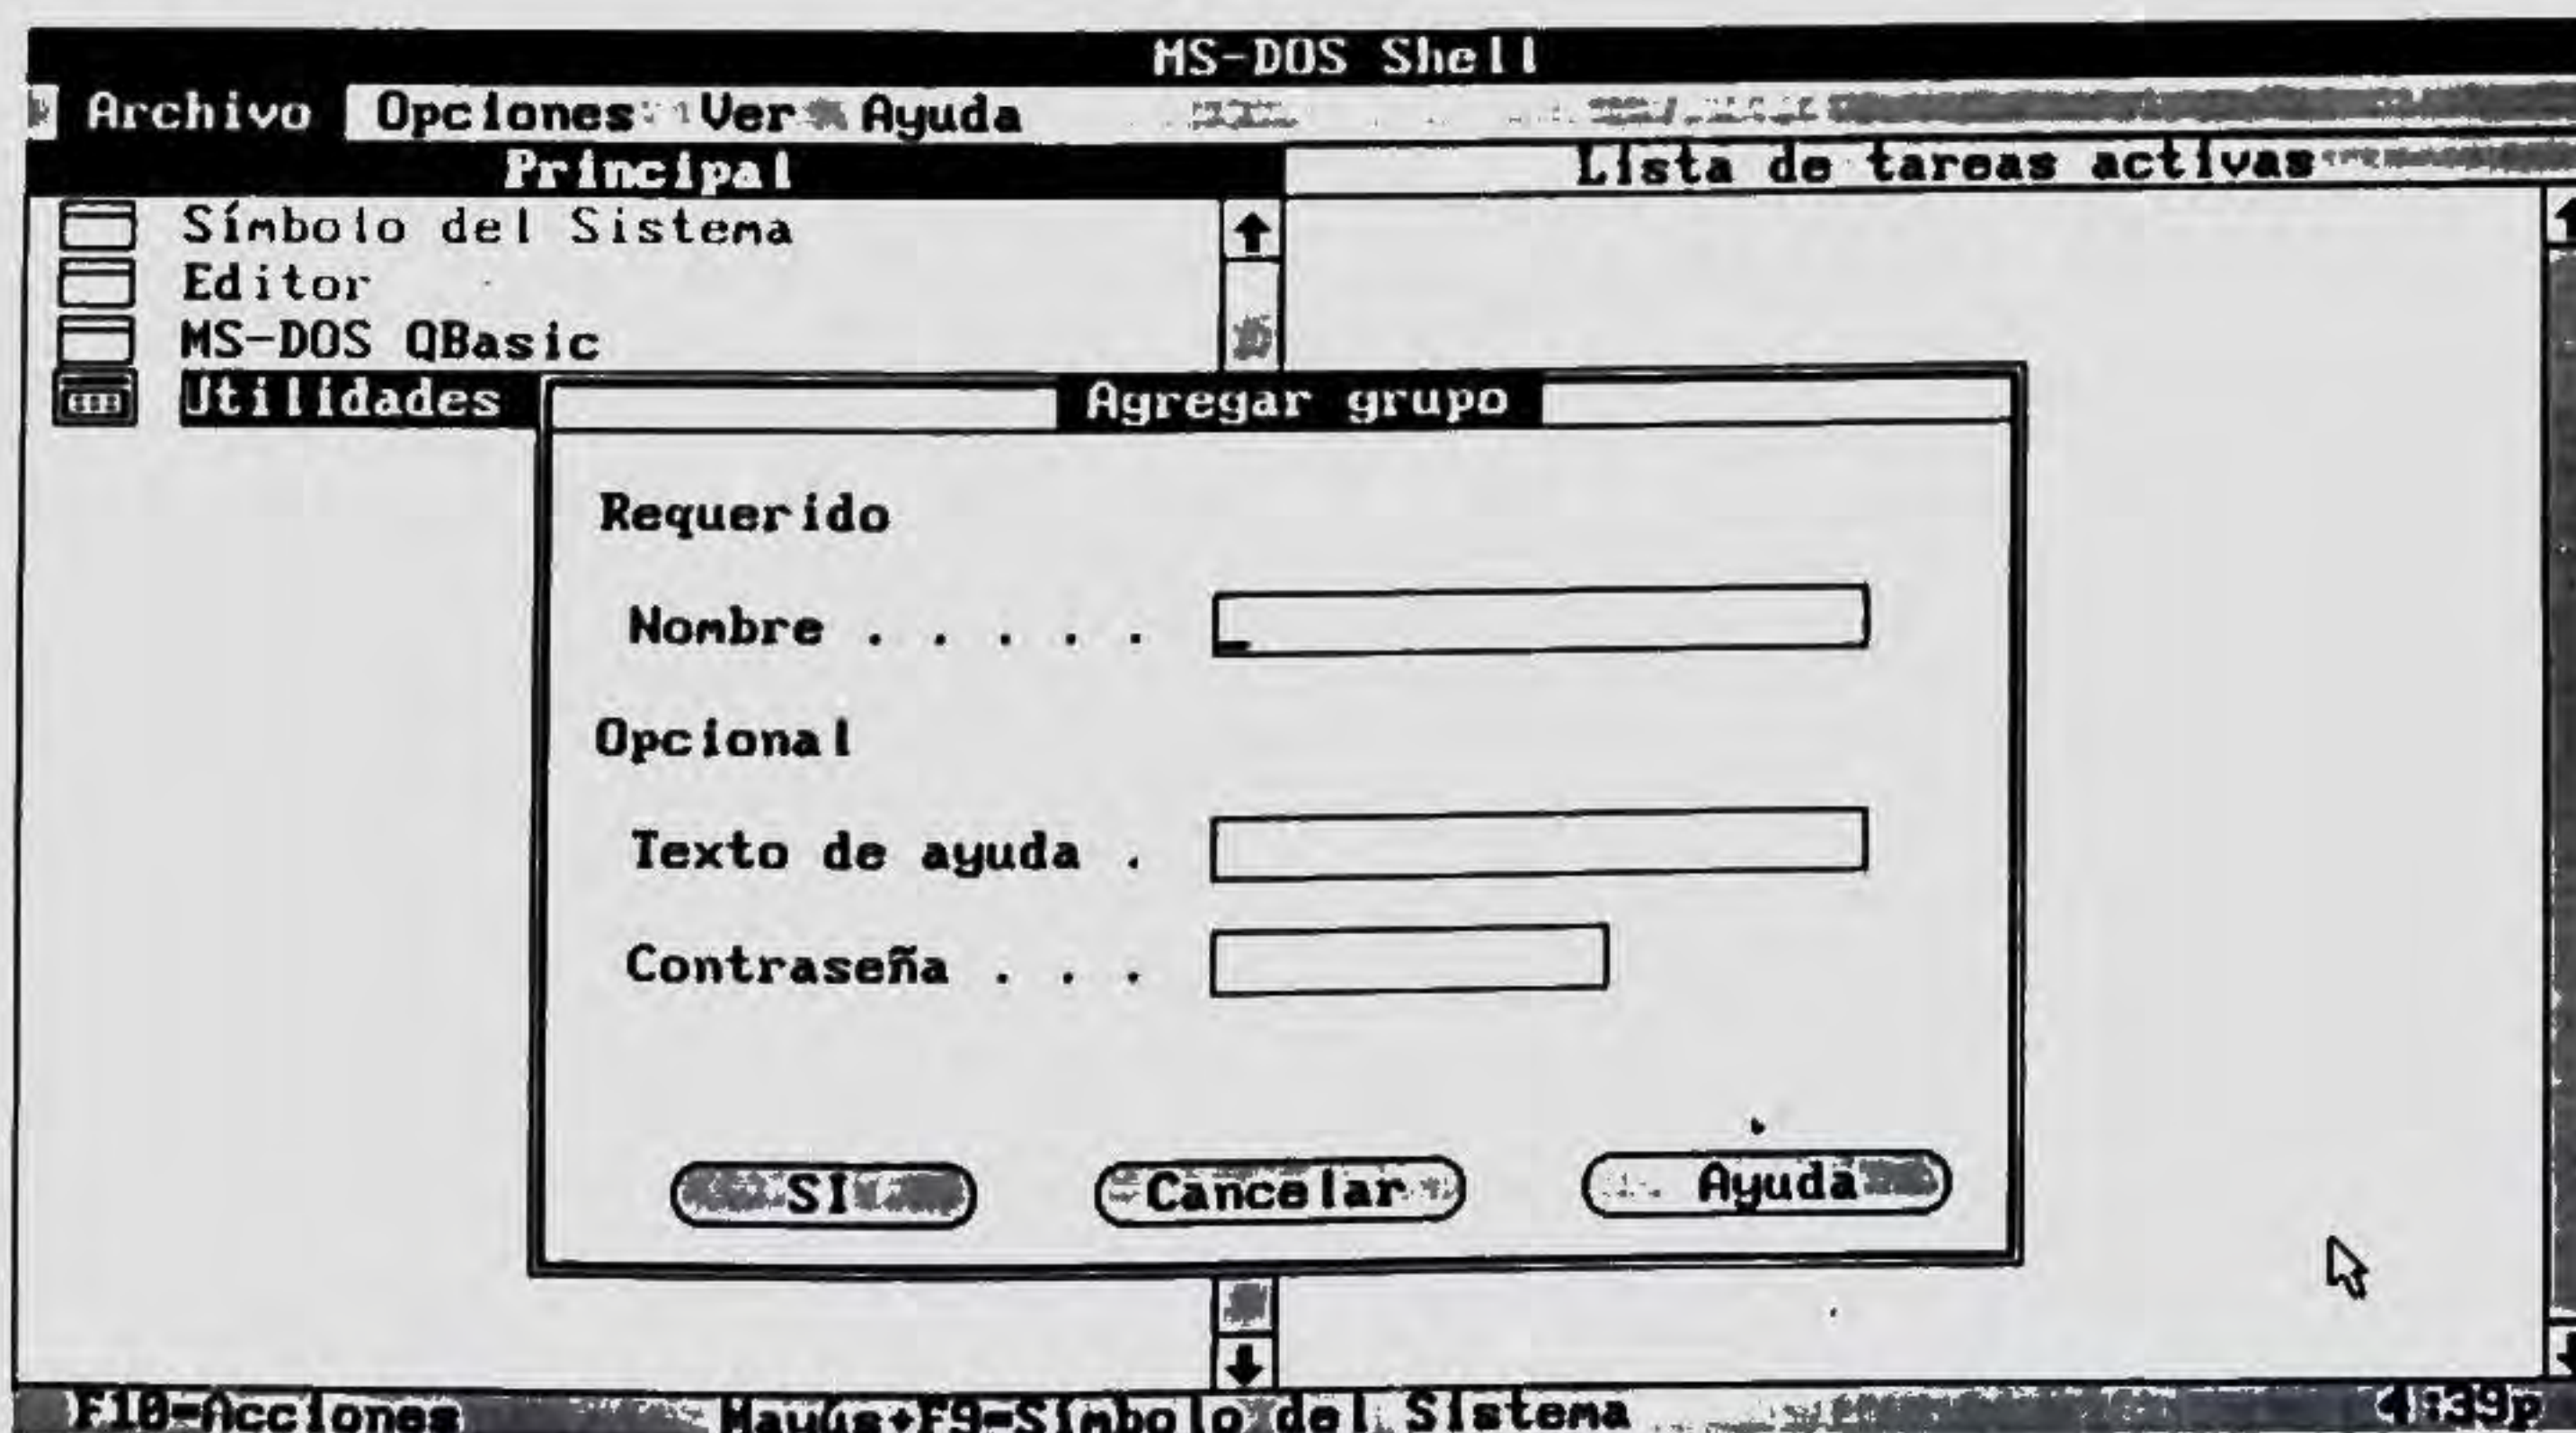 MS-DOS Shell
Archivo Opciones Ver Ayuda
Principal Lista de tareas activas
Símbolo del Sistema
Editor
MS-DOS QBasic
Utilidades
Agregar grupo
Requerido
Nombre . . . . .
Opcional
Texto de ayuda .
Contraseña . . .
SI Cancelar Ayuda
F10=Acciones Mayús+F9=Símbolo del Sistema 4:39p